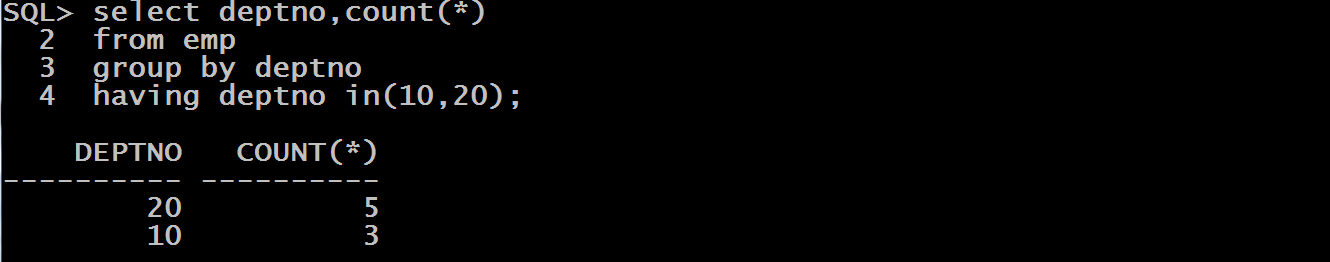 SQL> select deptno,count(*)
  2  from emp
  3  group by deptno
  4  having deptno in(10,20);

    DEPTNO   COUNT(*)
---------- ----------
        20          5
        10          3